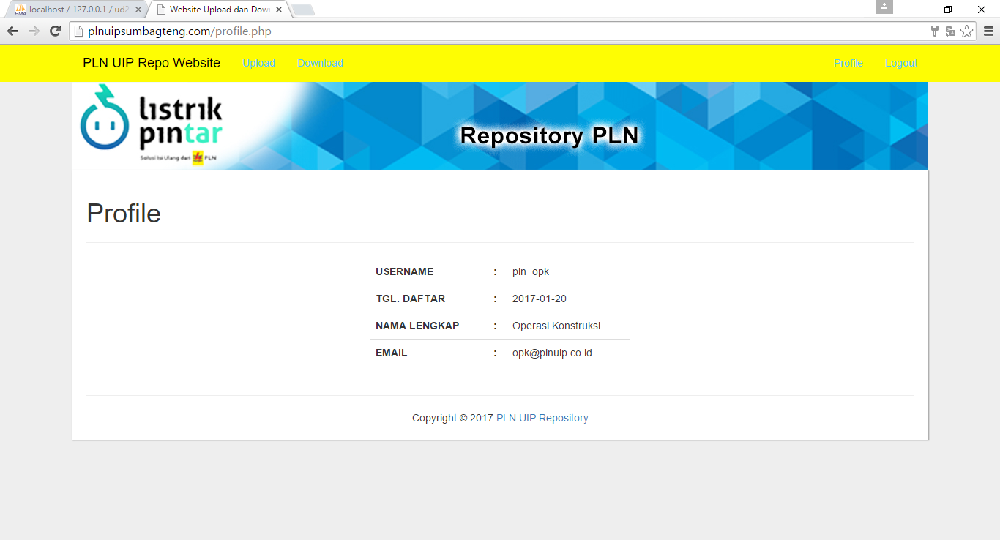 localhost / 127.0.0.1 / ud2
Website Upload dan Dow
plnuipsumbagteng.com/profile.php
PLN UIP Repo Website Upload Download Profile Logout
listrik
pintar
Solusi Isi Ulang dari PLN
Repository PLN
Profile
USERNAME : pln_opk
TGL. DAFTAR : 2017-01-20
NAMA LENGKAP : Operasi Konstruksi
EMAIL : opk@plnuip.co.id
Copyright © 2017 PLN UIP Repository